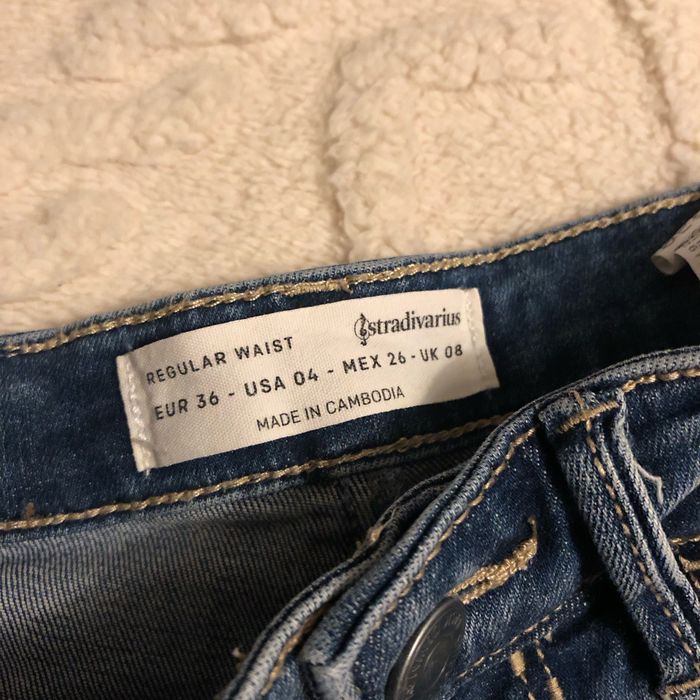 REGULAR WAIST
stradivarius
EUR 36 - USA 04 - MEX 26 - UK 08
MADE IN CAMBODIA